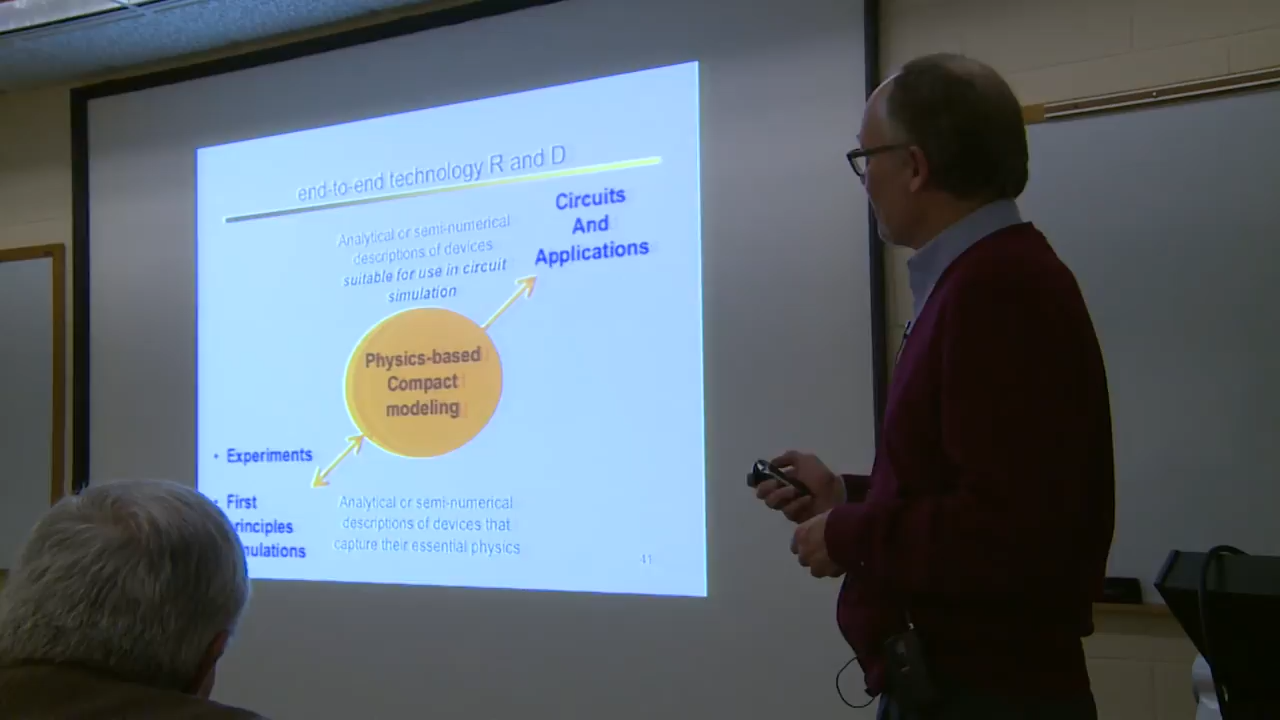 end-to-end technology R and D
Analytical or semi-numerical
descriptions of devices
suitable for use in circuit
simulation
Circuits
And
Applications
Physics-based
Compact
modeling
• Experiments
• First
rinciples
ulations
Analytical or semi-numerical
descriptions of devices that
capture their essential physics
41